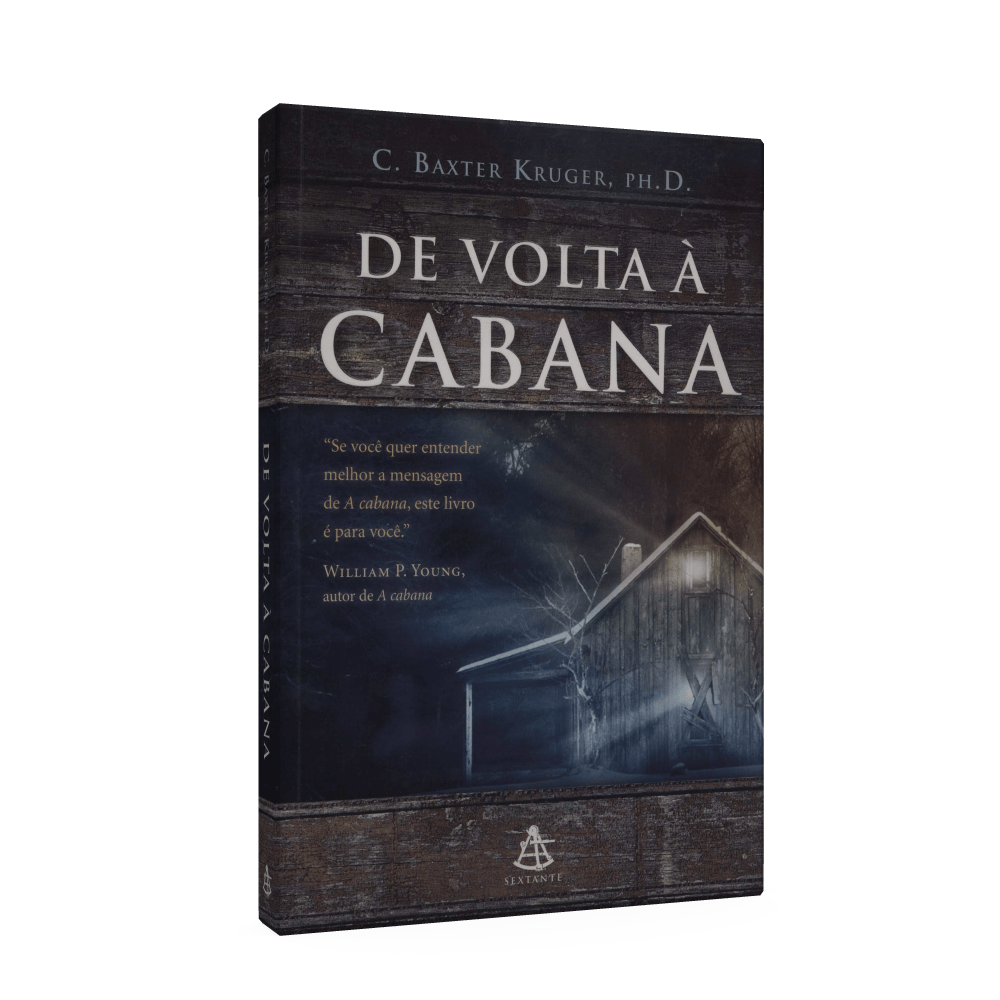 C. BAXTER KRUGER, PH.D.
DE VOLTA À
CABANA
“Se você quer entender
melhor a mensagem
de A cabana, este livro
é para você.”
WILLIAM P. YOUNG,
autor de A cabana
SEXTANTE
DE VOLTA À CABANA